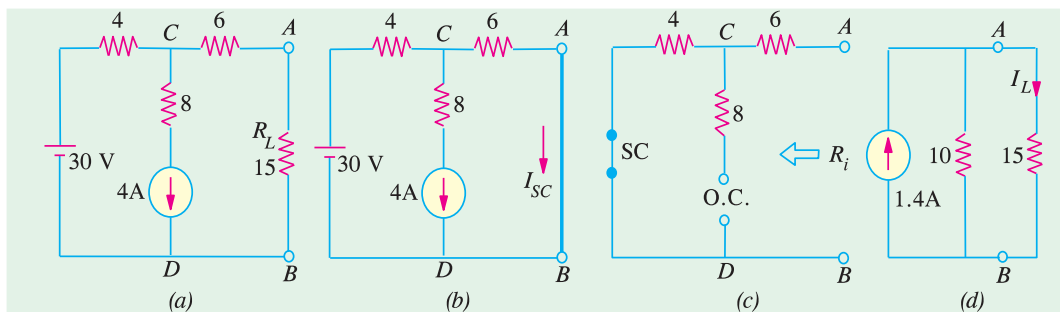 4 6 A
C
8
R_L
15
30 V
4A
D
B
(a)
4 6 A
C
8
30 V
4A
I_SC
D
B
(b)
4 6 A
C
8
SC
O.C.
R_i
D
B
(c)
A
I_L
10
15
1.4A
B
(d)